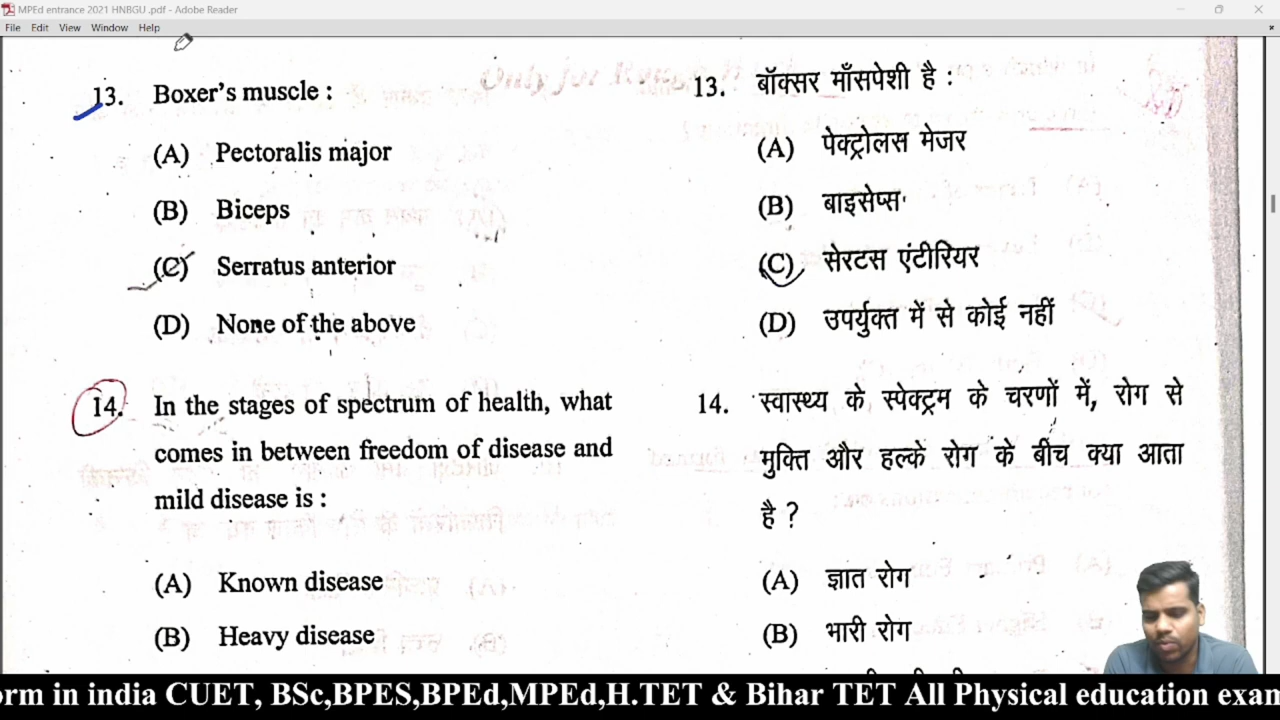 MPEd entrance 2021 HNBGU .pdf - Adobe Reader
File Edit View Window Help
13. Boxer's muscle :
(A) Pectoralis major
(B) Biceps
(C) Serratus anterior
(D) None of the above
14. In the stages of spectrum of health, what
comes in between freedom of disease and
mild disease is :
(A) Known disease
(B) Heavy disease
13. बॉक्सर माँसपेशी है :
(A) पेक्ट्रोलस मेजर
(B) बाइसेप्स
(C) सेरटस एंटीरियर
(D) उपर्युक्त में से कोई नहीं
14. स्वास्थ्य के स्पेक्ट्रम के चरणों में, रोग से
मुक्ति और हल्के रोग के बीच क्या आता
है ?
(A) ज्ञात रोग
(B) भारी रोग
orm in india CUET, BSc,BPES,BPEd,MPEd,H.TET & Bihar TET All Physical education exan